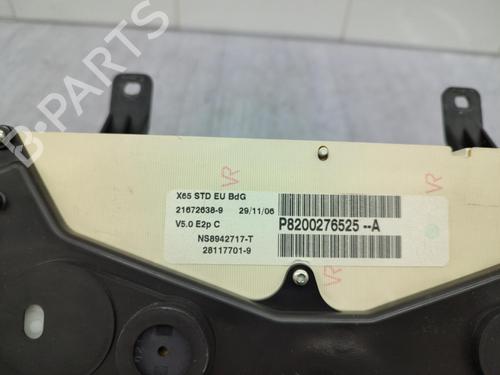 X65 STD EU BdG
21672638-9 29/11/06
V5.0 E2p C
P8200276525 --A
NS8942717-T
28117701-9
VR
VR
VR
B-PARTS